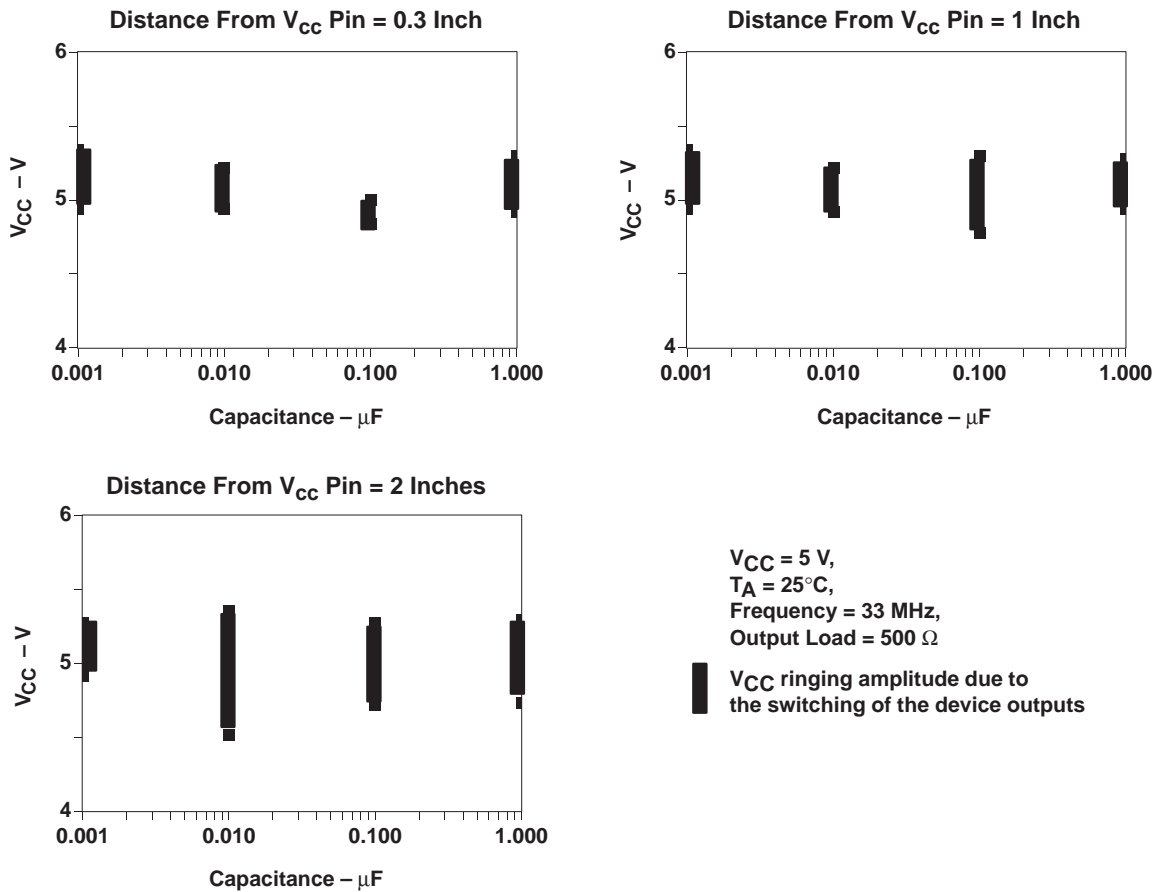 Distance From VCC Pin = 0.3 Inch
6
5
4
VCC – V
0.001 0.010 0.100 1.000
Capacitance – μF
Distance From VCC Pin = 1 Inch
6
5
4
VCC – V
0.001 0.010 0.100 1.000
Capacitance – μF
Distance From VCC Pin = 2 Inches
6
5
4
VCC – V
0.001 0.010 0.100 1.000
Capacitance – μF
VCC = 5 V,
TA = 25°C,
Frequency = 33 MHz,
Output Load = 500 Ω
VCC ringing amplitude due to
the switching of the device outputs